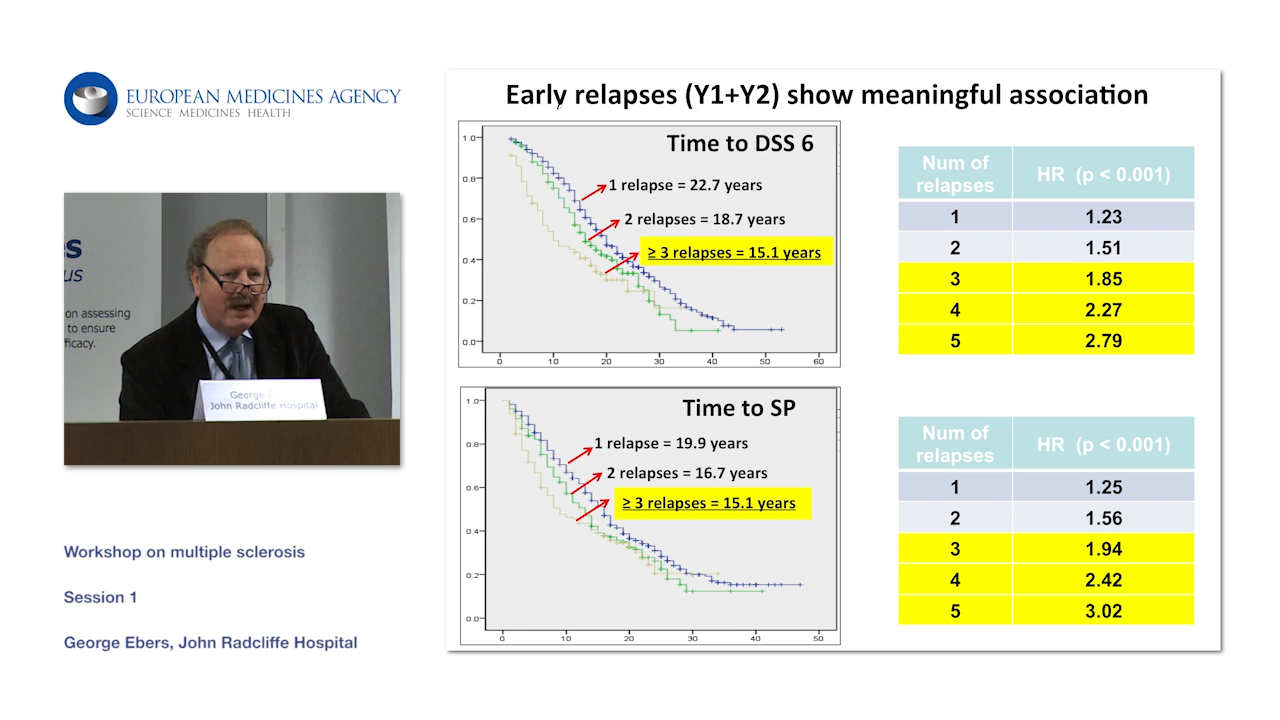 EUROPEAN MEDICINES AGENCY
SCIENCE MEDICINES HEALTH
es
us
on assessing
to ensure
ficacy.
George
John Radcliffe Hospital
Workshop on multiple sclerosis
Session 1
George Ebers, John Radcliffe Hospital
Early relapses (Y1+Y2) show meaningful association
Time to DSS 6
1 relapse = 22.7 years
2 relapses = 18.7 years
≥ 3 relapses = 15.1 years
1.0
0.8
0.6
0.4
0.2
0.0
0 10 20 30 40 50 60
Num of relapses HR (p < 0.001)
1 1.23
2 1.51
3 1.85
4 2.27
5 2.79
Time to SP
1 relapse = 19.9 years
2 relapses = 16.7 years
≥ 3 relapses = 15.1 years
1.0
0.8
0.6
0.4
0.2
0.0
0 10 20 30 40 50
Num of relapses HR (p < 0.001)
1 1.25
2 1.56
3 1.94
4 2.42
5 3.02